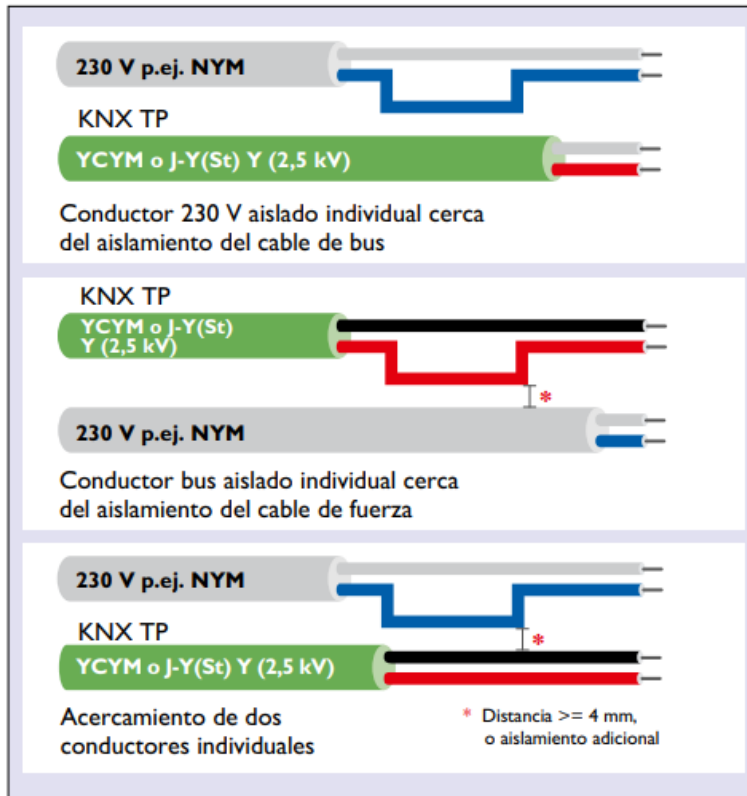 230 V p.ej. NYM
KNX TP
YCYM o J-Y(St) Y (2,5 kV)
Conductor 230 V aislado individual cerca
del aislamiento del cable de bus
KNX TP
YCYM o J-Y(St)
Y (2,5 kV)
*
230 V p.ej. NYM
Conductor bus aislado individual cerca
del aislamiento del cable de fuerza
230 V p.ej. NYM
KNX TP
*
YCYM o J-Y(St) Y (2,5 kV)
Acercamiento de dos
conductores individuales
* Distancia >= 4 mm,
o aislamiento adicional